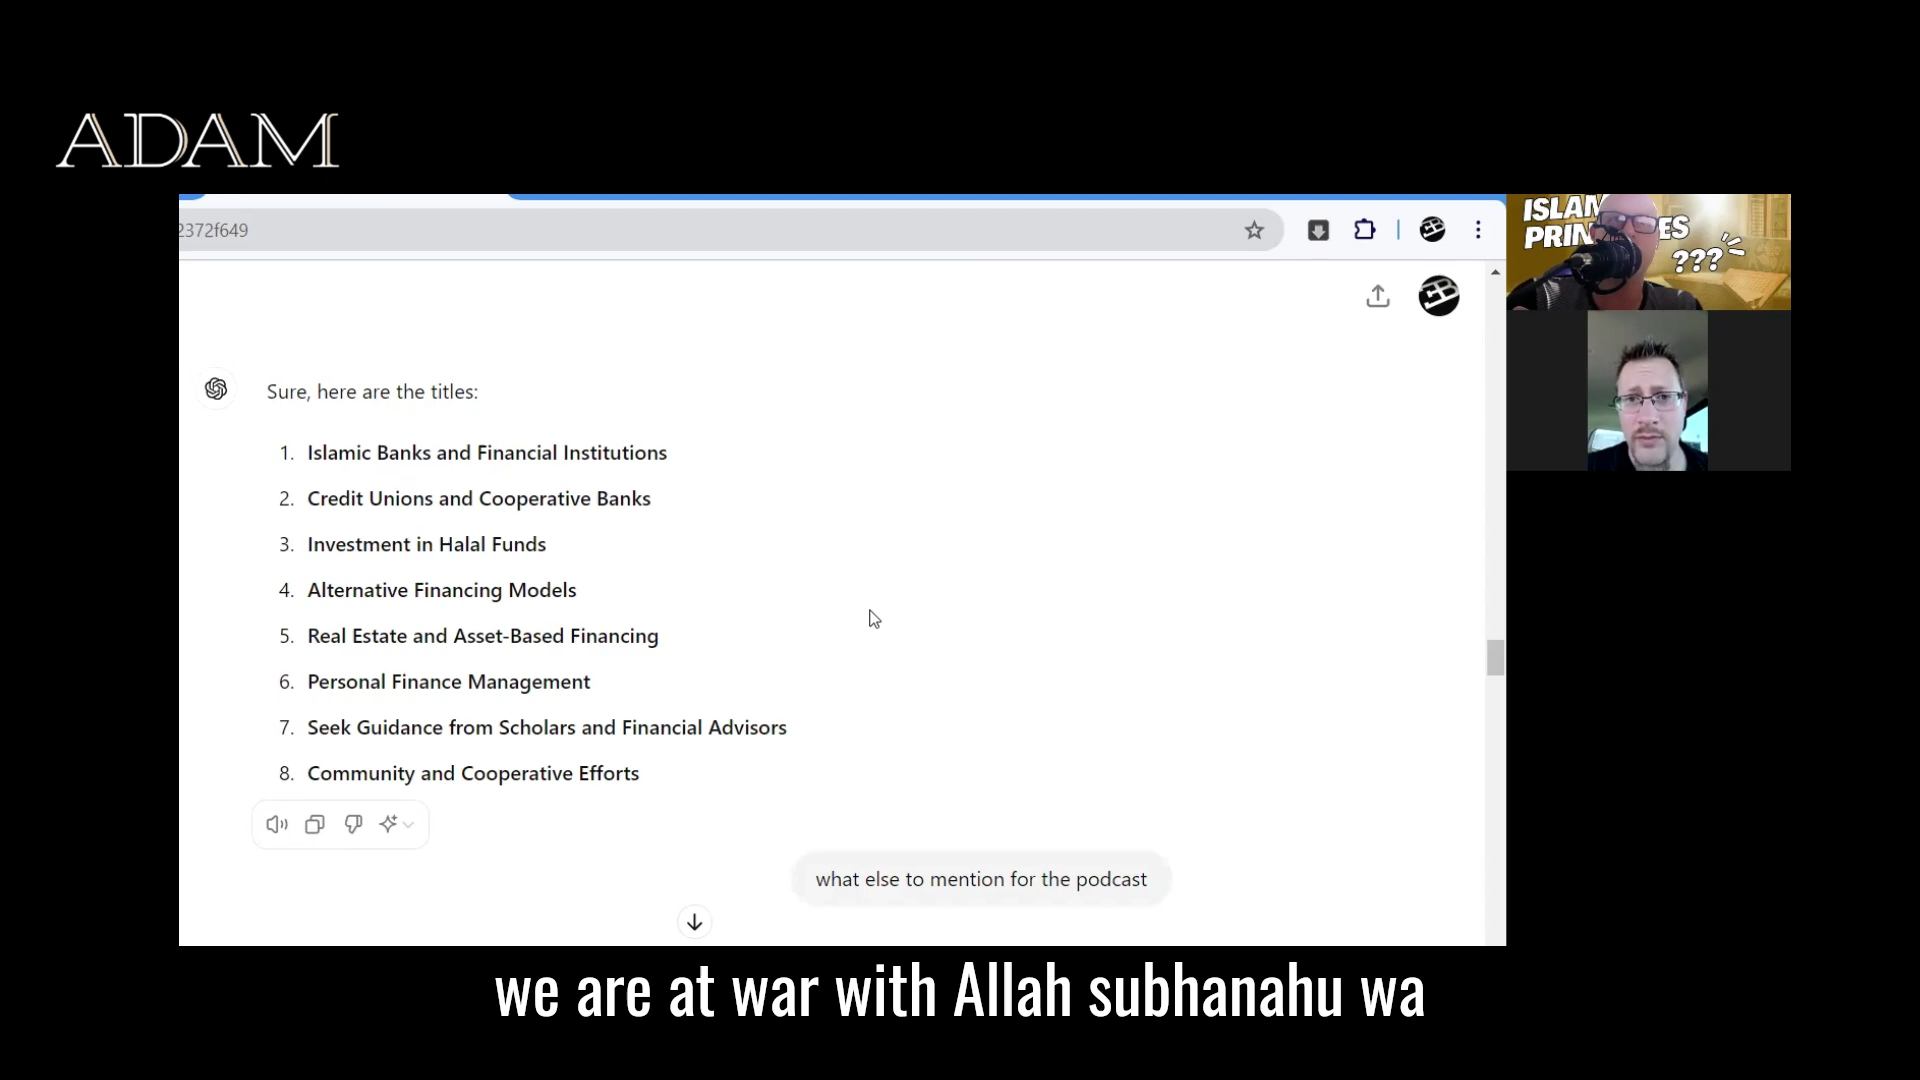 ADAM
2372f649
ISLAM
PRIN ES
???
Sure, here are the titles:
1. Islamic Banks and Financial Institutions
2. Credit Unions and Cooperative Banks
3. Investment in Halal Funds
4. Alternative Financing Models
5. Real Estate and Asset-Based Financing
6. Personal Finance Management
7. Seek Guidance from Scholars and Financial Advisors
8. Community and Cooperative Efforts
what else to mention for the podcast
we are at war with Allah subhanahu wa